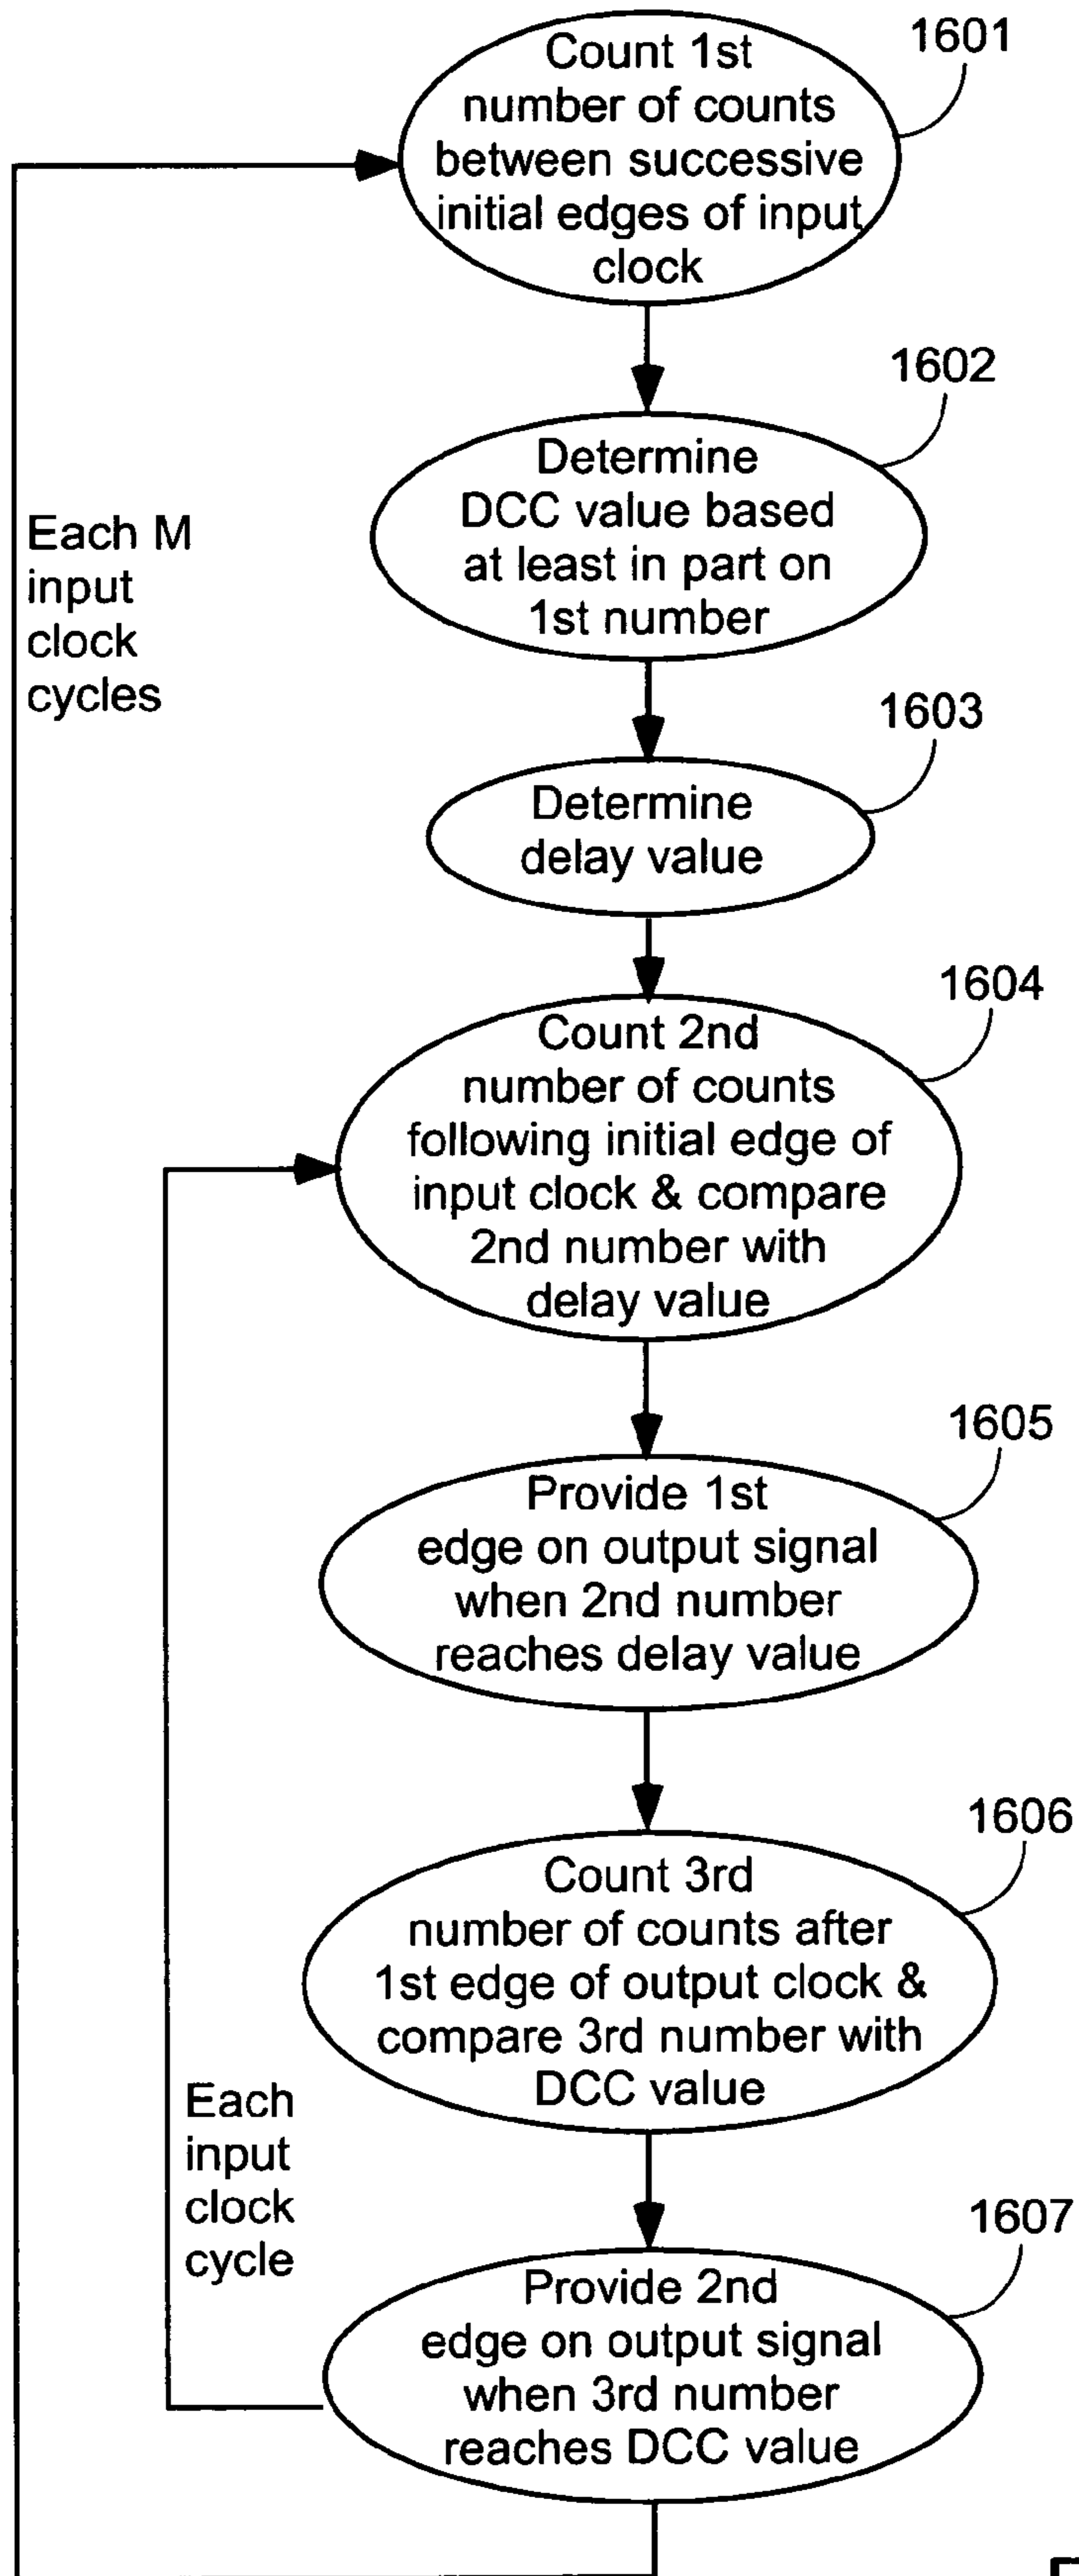 1601
Count 1st
number of counts
between successive
initial edges of input
clock
1602
Determine
DCC value based
at least in part on
1st number
Each M
input
clock
cycles
1603
Determine
delay value
1604
Count 2nd
number of counts
following initial edge of
input clock & compare
2nd number with
delay value
1605
Provide 1st
edge on output signal
when 2nd number
reaches delay value
1606
Count 3rd
number of counts after
1st edge of output clock &
compare 3rd number with
DCC value
Each
input
clock
cycle
1607
Provide 2nd
edge on output signal
when 3rd number
reaches DCC value